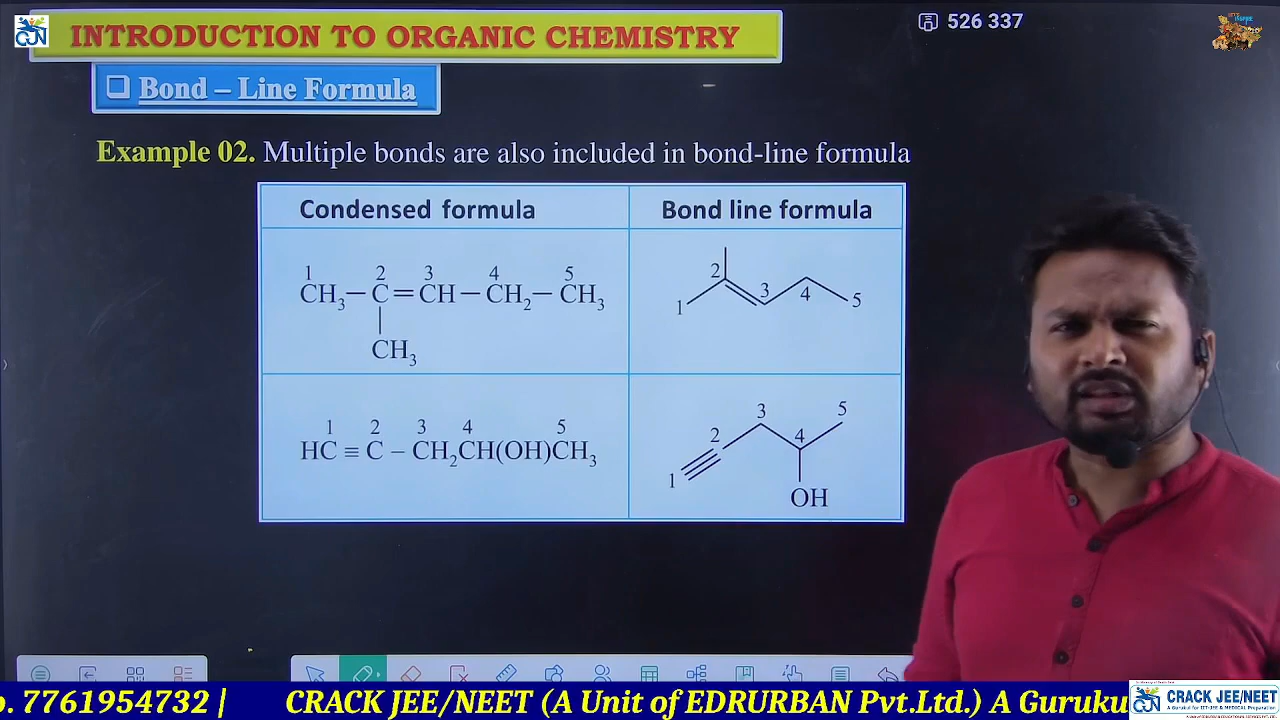 INTRODUCTION TO ORGANIC CHEMISTRY
526 337
❑ Bond – Line Formula
Example 02. Multiple bonds are also included in bond-line formula
Condensed formula
Bond line formula
1 2 3 4 5
CH₃–C=CH–CH₂–CH₃
CH₃
2
3
4
1
5
1 2 3 4 5
HC≡C–CH₂CH(OH)CH₃
3
5
2
4
1
OH
7761954732 | CRACK JEE/NEET (A Unit of EDRURBAN Pvt.Ltd.) A Guruku
CRACK JEE/NEET